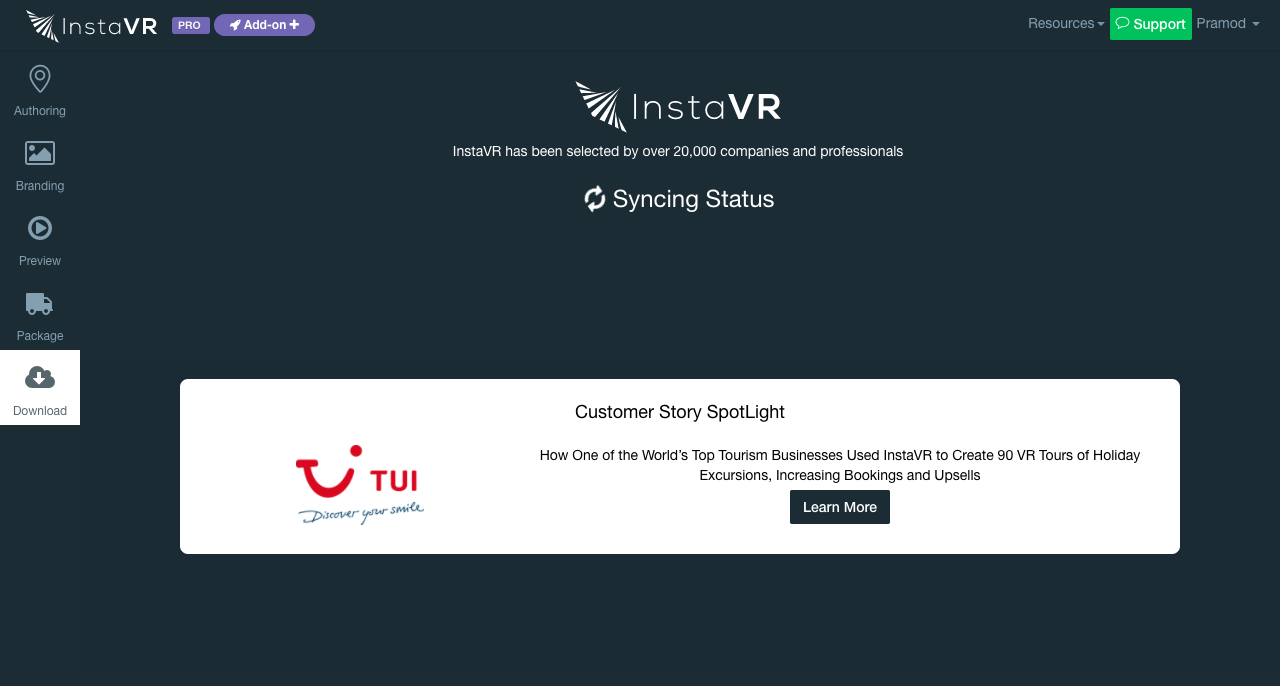 InstaVR PRO Add-on Resources Support Pramod
Authoring
Branding
Preview
Package
Download
InstaVR
InstaVR has been selected by over 20,000 companies and professionals
Syncing Status
Customer Story SpotLight
TUI
Discover your smile
How One of the World’s Top Tourism Businesses Used InstaVR to Create 90 VR Tours of Holiday
Excursions, Increasing Bookings and Upsells
Learn More